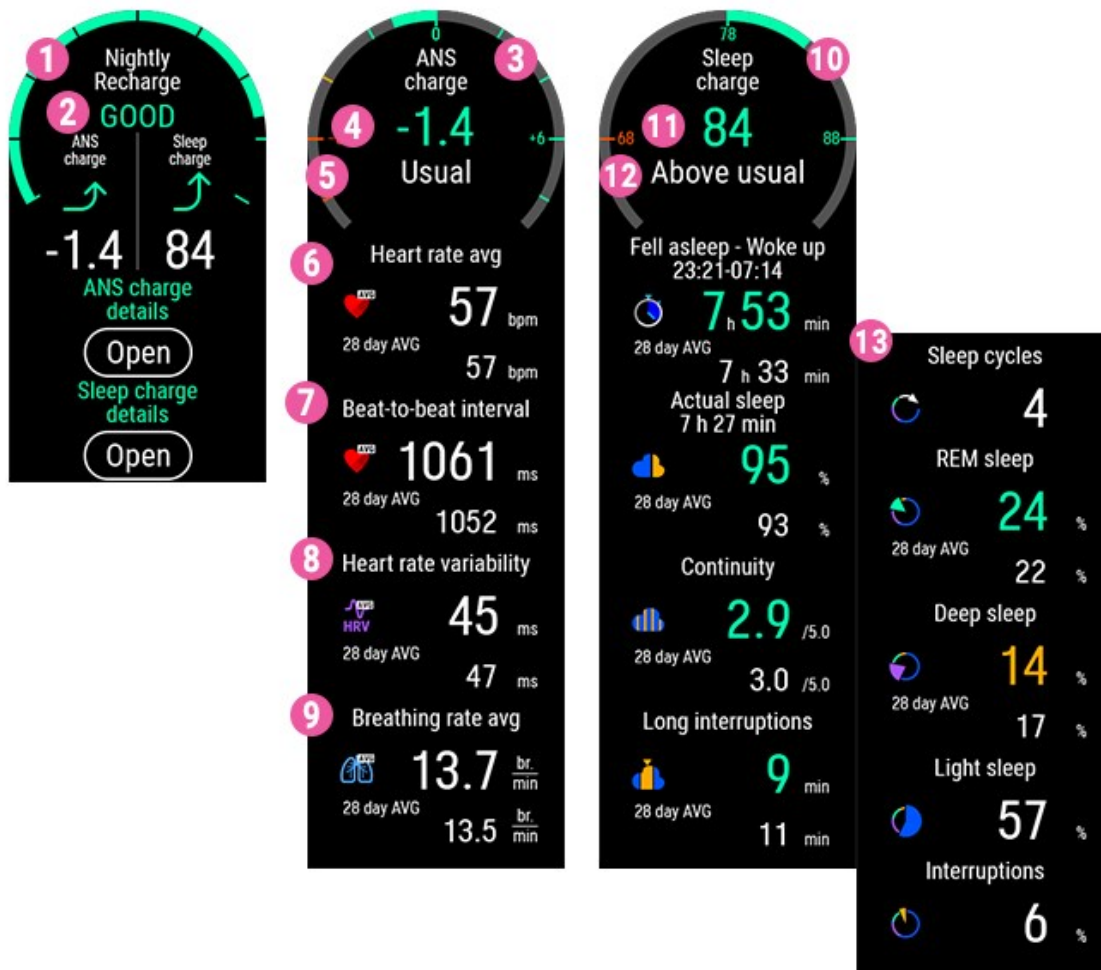 1
Nightly
Recharge
2
GOOD
ANS
charge
Sleep
charge
-1.4
84
ANS charge
details
Open
Sleep charge
details
Open
0
ANS
charge
3
4
-1.4
+6
5
Usual
6
Heart rate avg
AVG
57 bpm
28 day AVG
57 bpm
7
Beat-to-beat interval
AVG
1061 ms
28 day AVG
1052 ms
8
Heart rate variability
AVG
HRV
45 ms
28 day AVG
47 ms
9
Breathing rate avg
AVG
13.7 br.
min
28 day AVG
13.5 br.
min
78
Sleep
charge
10
68
11
84
88
12
Above usual
Fell asleep - Woke up
23:21-07:14
7 h 53 min
28 day AVG
7 h 33 min
Actual sleep
7 h 27 min
95 %
28 day AVG
93 %
Continuity
2.9 /5.0
28 day AVG
3.0 /5.0
Long interruptions
9 min
28 day AVG
11 min
13
Sleep cycles
4
REM sleep
24 %
28 day AVG
22 %
Deep sleep
14 %
28 day AVG
17 %
Light sleep
57 %
Interruptions
6 %